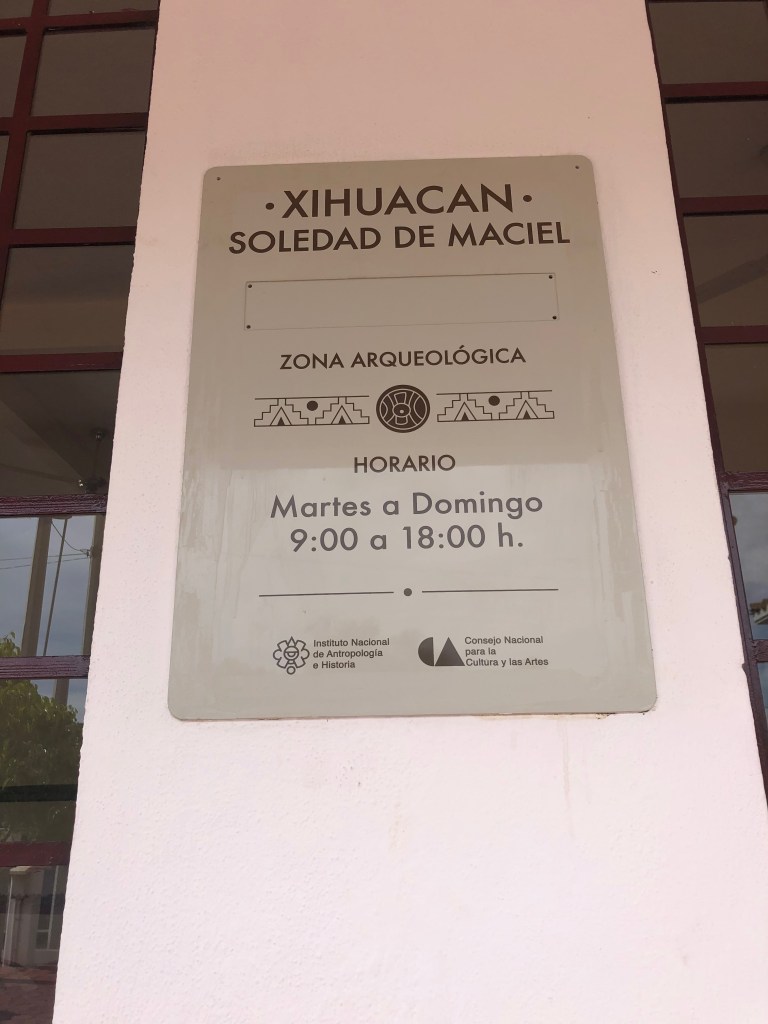 ·XIHUACAN·
SOLEDAD DE MACIEL
ZONA ARQUEOLÓGICA
HORARIO
Martes a Domingo
9:00 a 18:00 h.
Instituto Nacional
de Antropología
e Historia
CA
Consejo Nacional
para la
Cultura y las Artes